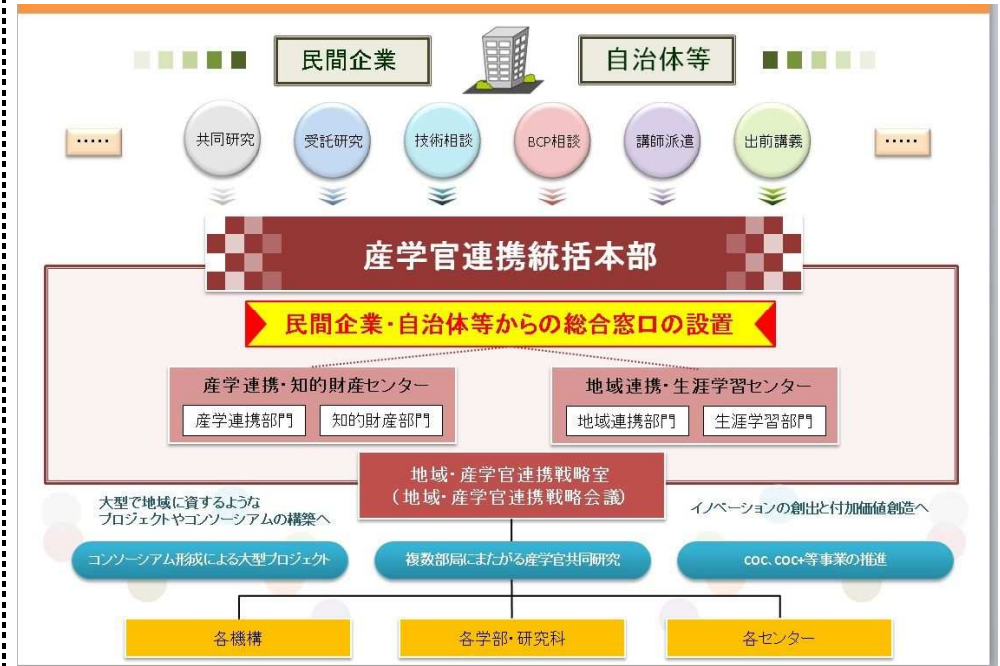 民間企業
自治体等
‥‥‥
共同研究
受託研究
技術相談
BCP相談
講師派遣
出前講義
‥‥‥
産学官連携統括本部
民間企業・自治体等からの総合窓口の設置
産学連携・知的財産センター
産学連携部門
知的財産部門
地域連携・生涯学習センター
地域連携部門
生涯学習部門
地域・産学官連携戦略室
(地域・産学官連携戦略会議)
大型で地域に資するような
プロジェクトやコンソーシアムの構築へ
イノベーションの創出と付加価値創造へ
コンソーシアム形成による大型プロジェクト
複数部局にまたがる産学官共同研究
COC、COC+等事業の推進
各機構
各学部・研究科
各センター